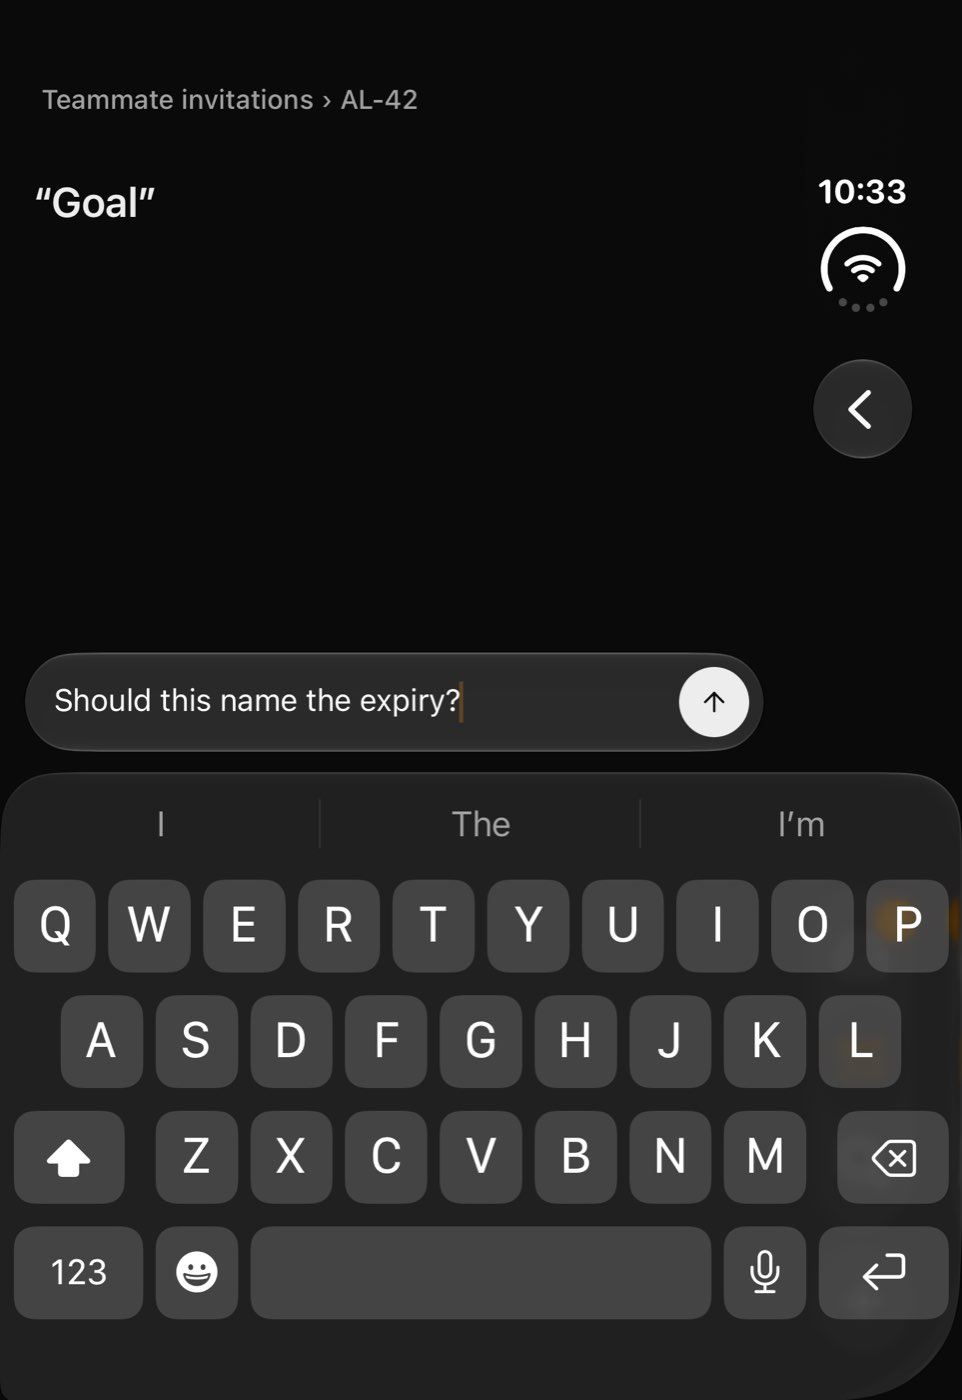 Teammate invitations › AL-42
“Goal”
10:33
Should this name the expiry?
I The I’m
Q W E R T Y U I O P
A S D F G H J K L
Z X C V B N M
123